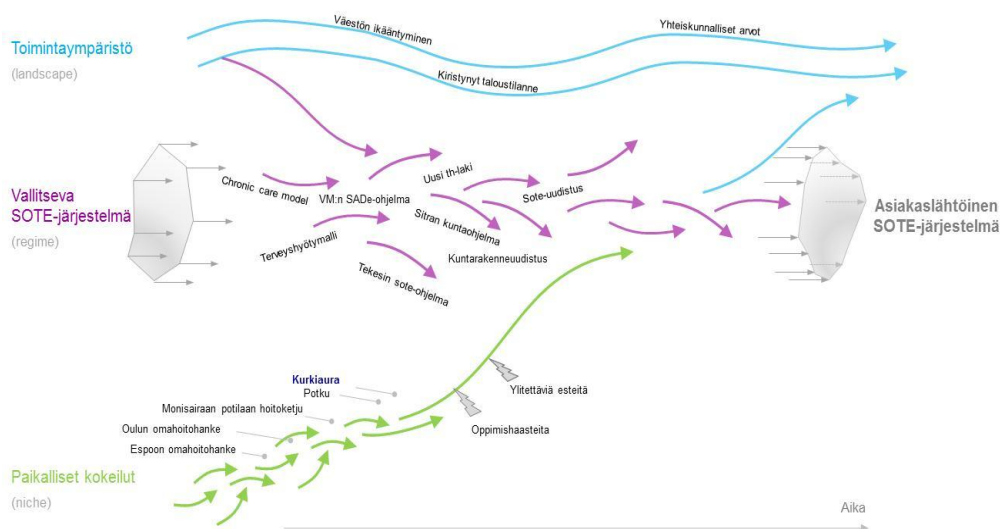 Toimintaympäristö
(landscape)
Väestön ikääntyminen
Yhteiskunnalliset arvot
Kiristynyt taloustilanne
Vallitseva
SOTE-järjestelmä
(regime)
Chronic care model
VM:n SADe-ohjelma
Uusi th-laki
Sote-uudistus
Sitran kuntaohjelma
Terveyshyötymalli
Kuntarakenneuudistus
Tekesin sote-ohjelma
Asiakaslähtöinen
SOTE-järjestelmä
Kurkiaura
Potku
Monisairaan potilaan hoitoketju
Oulun omahoitohanke
Espoon omahoitohanke
Ylitettäviä esteitä
Oppimishaasteita
Paikalliset kokeilut
(niche)
Aika